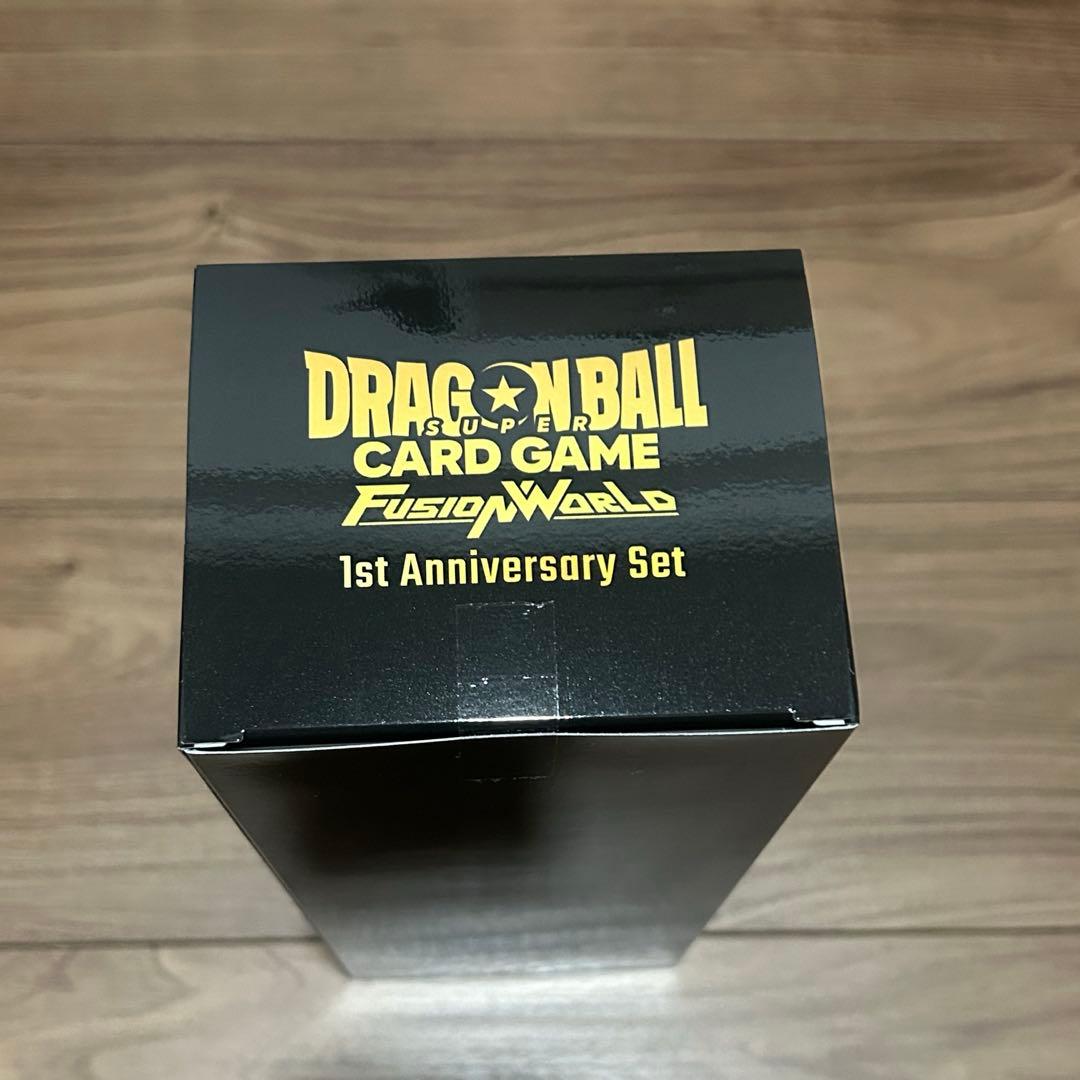 DRAGON BALL
SUPER
CARD GAME
FUSION WORLD
1st Anniversary Set